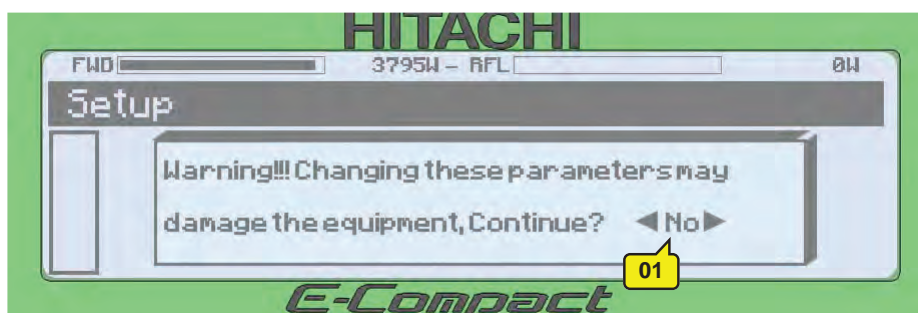 HITACHI
FWD 3795W - RFL 0W
Setup
Warning!!! Changing these parameters may
damage the equipment, Continue? ◀No▶
01
E-Compact